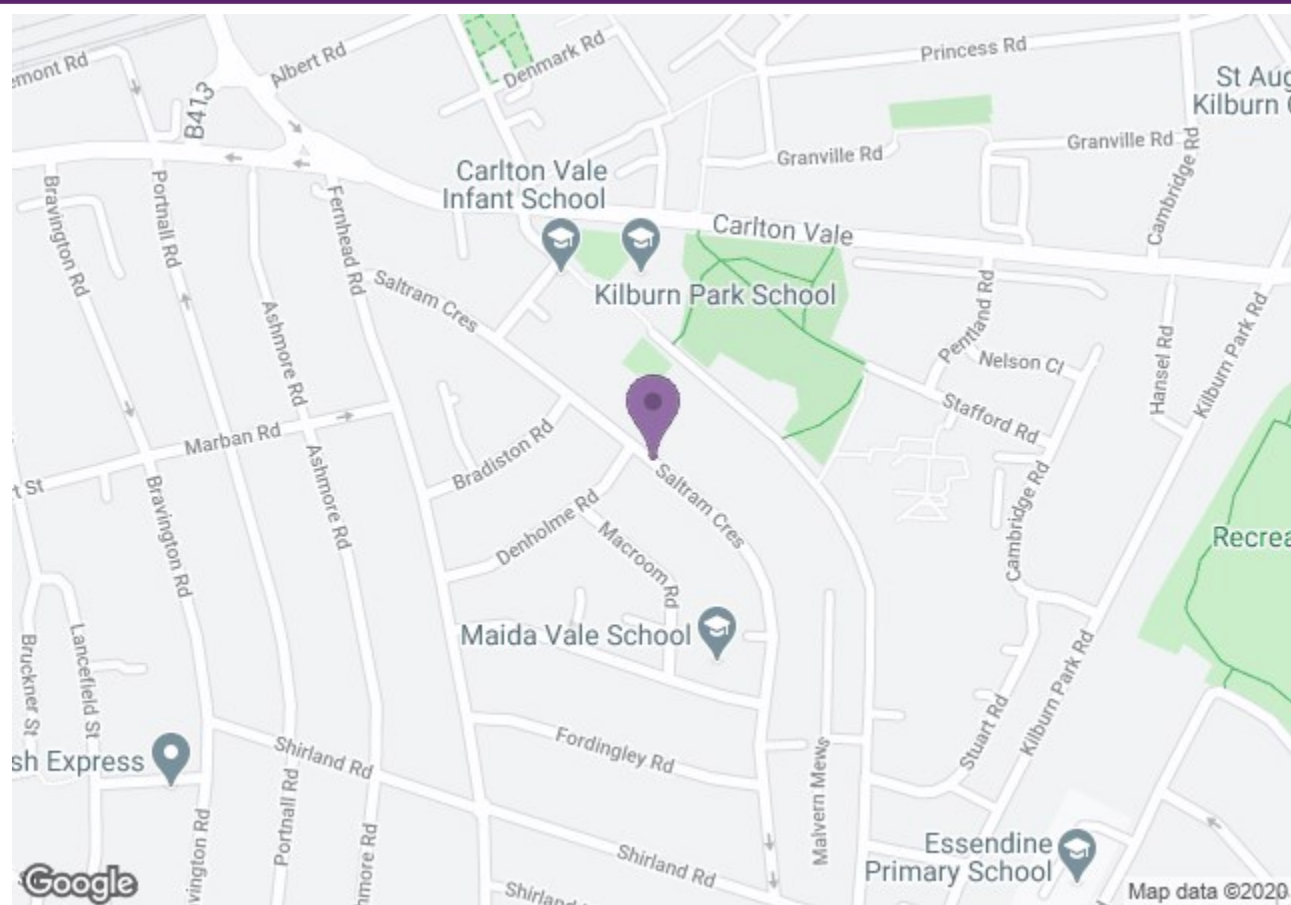 emont Rd
Albert Rd
Denmark Rd
Princess Rd
St Aug
Kilburn
B413
Granville Rd
Granville Rd
Cambridge Rd
Carlton Vale
Infant School
Carlton Vale
Bravington Rd
Portnall Rd
Fernhead Rd
Saltram Cres
Kilburn Park School
Pentland Rd
Nelson Cl
Hansel Rd
Kilburn Park Rd
Ashmore Rd
Stafford Rd
Marban Rd
Bradiston Rd
Saltram Cres
Ashmore Rd
Bravington Rd
Denholme Rd
Macroom Rd
Cambridge Rd
Recrea
Maida Vale School
Bruckner St
Lancefield St
Kilburn Park Rd
Stuart Rd
sh Express
Shirland Rd
Fordingley Rd
Malvern Mews
Portnall Rd
vington Rd
nmore Rd
Shirland Rd
Essendine
Primary School
Shirland
Google
Map data ©2020